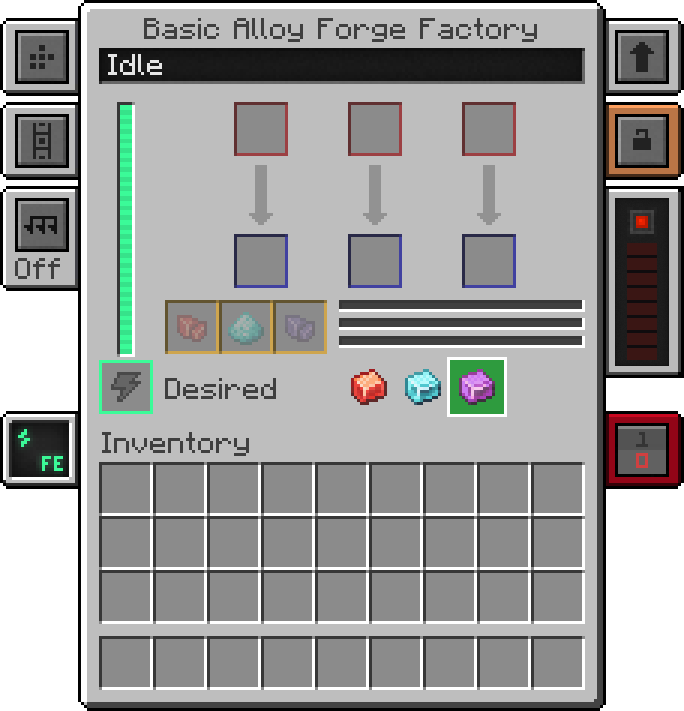 Basic Alloy Forge Factory
Idle
Off
Desired
FE
Inventory
1
0